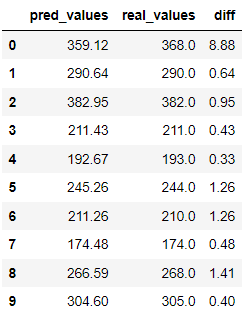 pred_values real_values diff
0 359.12 368.0 8.88
1 290.64 290.0 0.64
2 382.95 382.0 0.95
3 211.43 211.0 0.43
4 192.67 193.0 0.33
5 245.26 244.0 1.26
6 211.26 210.0 1.26
7 174.48 174.0 0.48
8 266.59 268.0 1.41
9 304.60 305.0 0.40